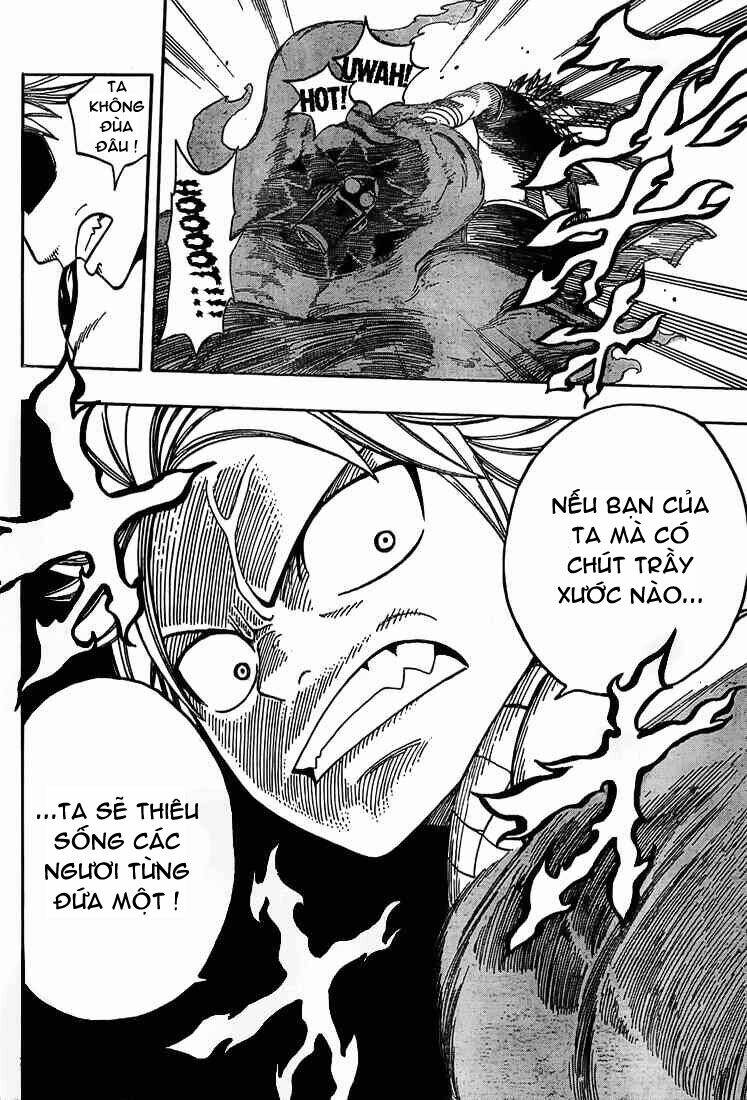 TA
KHÔNG
ĐÙA
ĐÂU !
UWAH!
HOT!
HOOOOT!!!
NẾU BẠN CỦA
TA MÀ CÓ
CHÚT TRẦY
XƯỚC NÀO...
...TA SẼ THIÊU
SỐNG CÁC
NGƯƠI TỪNG
ĐỨA MỘT !